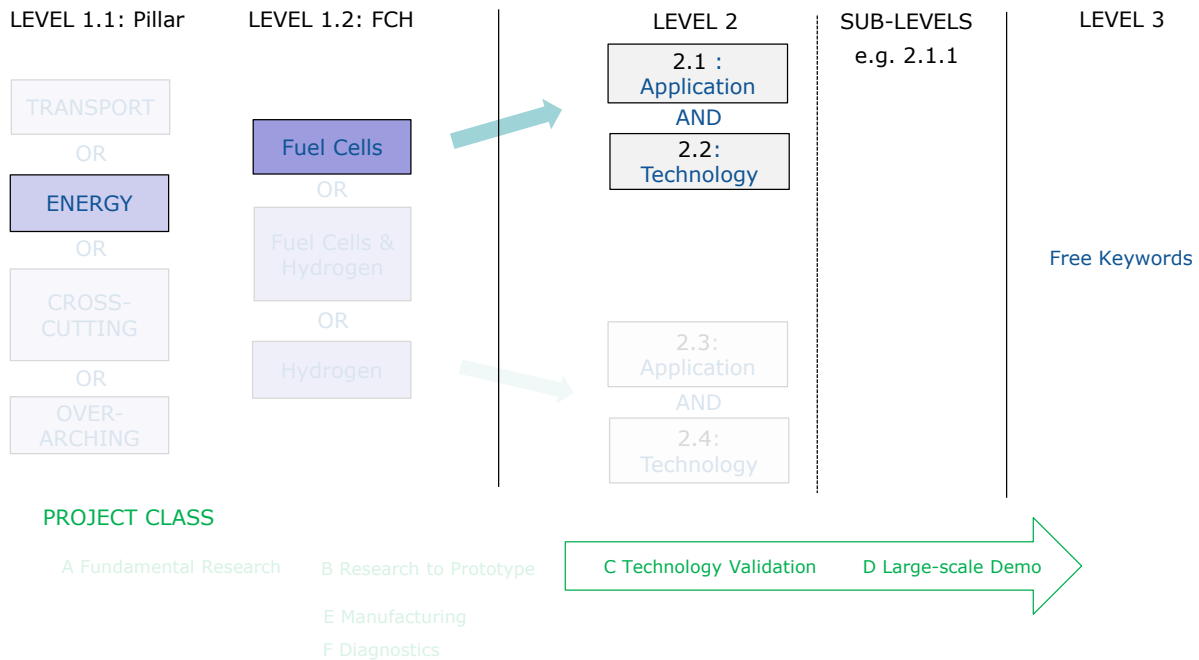 LEVEL 1.1: Pillar
LEVEL 1.2: FCH
LEVEL 2
SUB-LEVELS
e.g. 2.1.1
LEVEL 3
TRANSPORT
OR
ENERGY
OR
CROSS-
CUTTING
OR
OVER-
ARCHING
Fuel Cells
OR
Fuel Cells &
Hydrogen
OR
Hydrogen
2.1 :
Application
AND
2.2:
Technology
2.3:
Application
AND
2.4:
Technology
Free Keywords
PROJECT CLASS
A Fundamental Research
B Research to Prototype
C Technology Validation
D Large-scale Demo
E Manufacturing
F Diagnostics